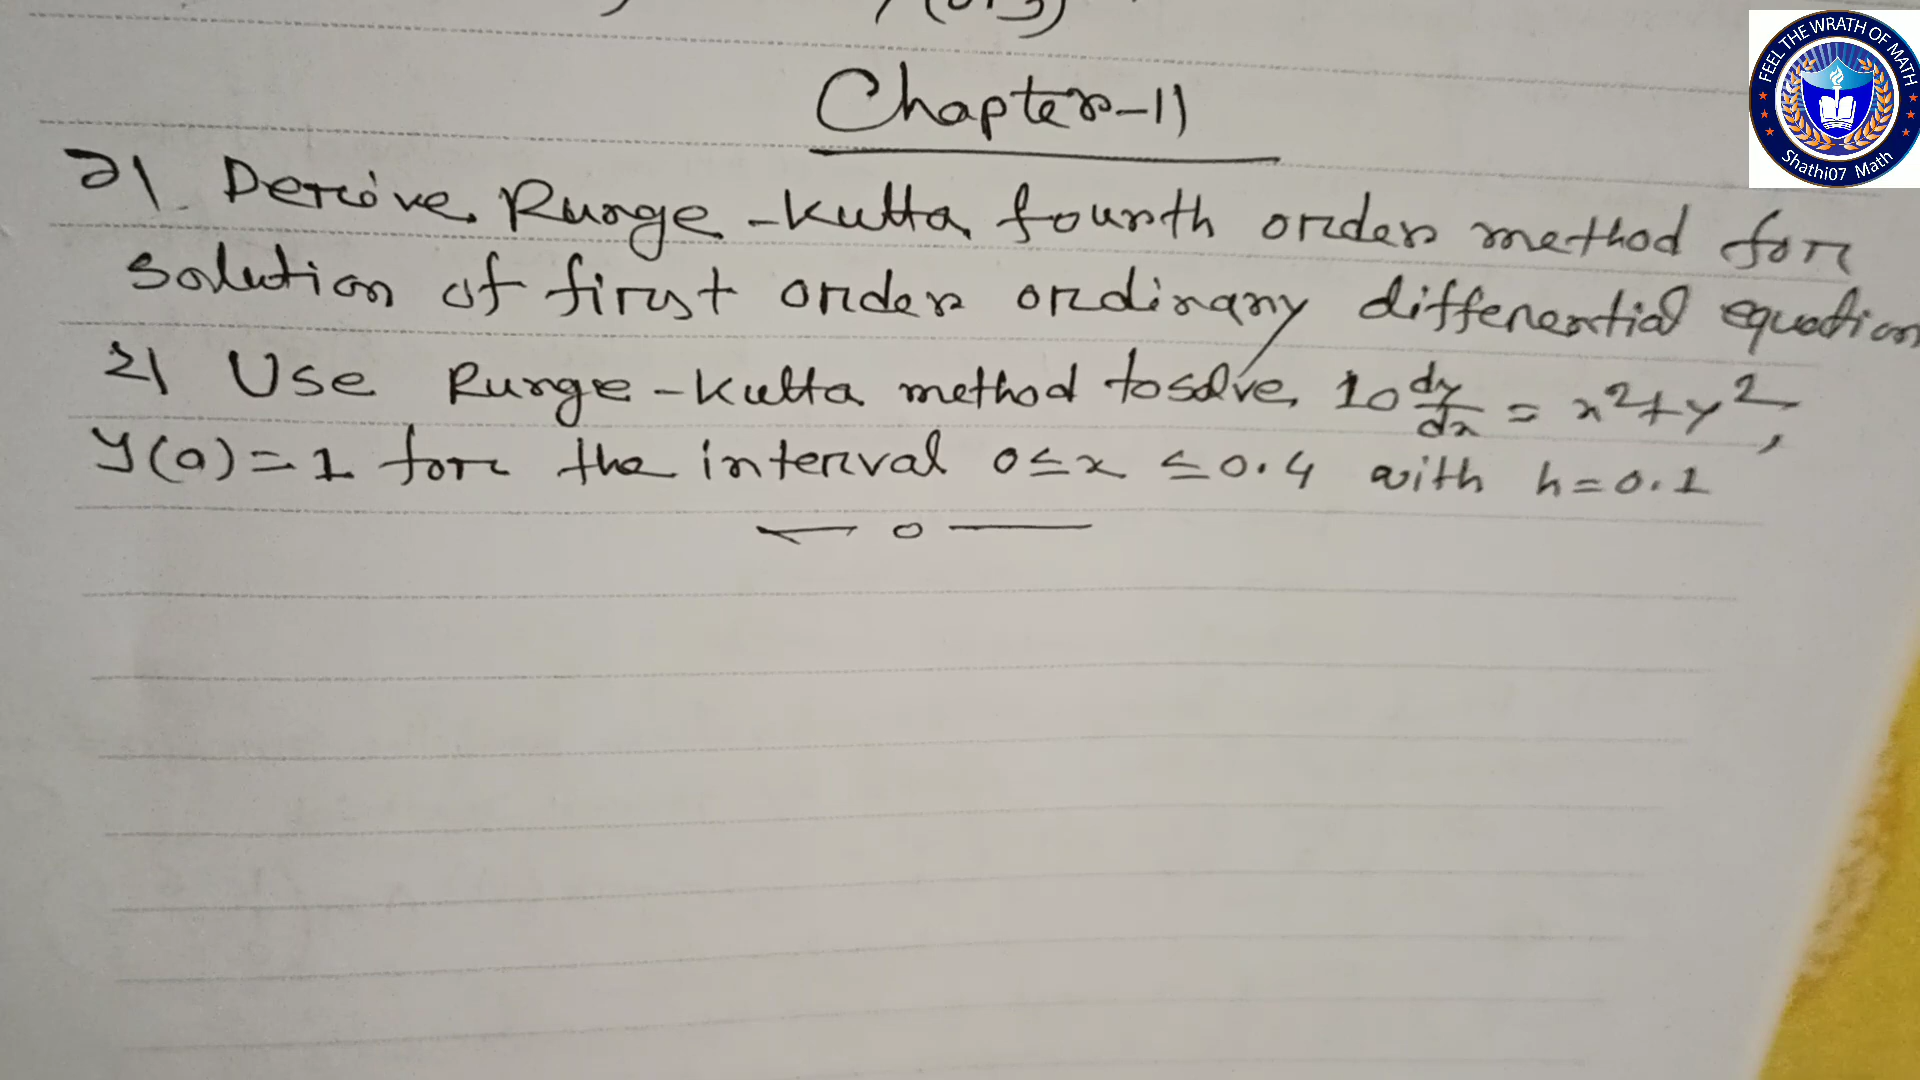 Chapter-11
১। Derive Runge-Kutta fourth order method for
solution of first order ordinary differential equation
২। Use Runge-Kutta method to solve 10 dy/dx = x²+y²,
y(0)=1 for the interval 0≤x≤0.4 with h=0.1
FEEL THE WRATH OF MATH
Shathi07 Math